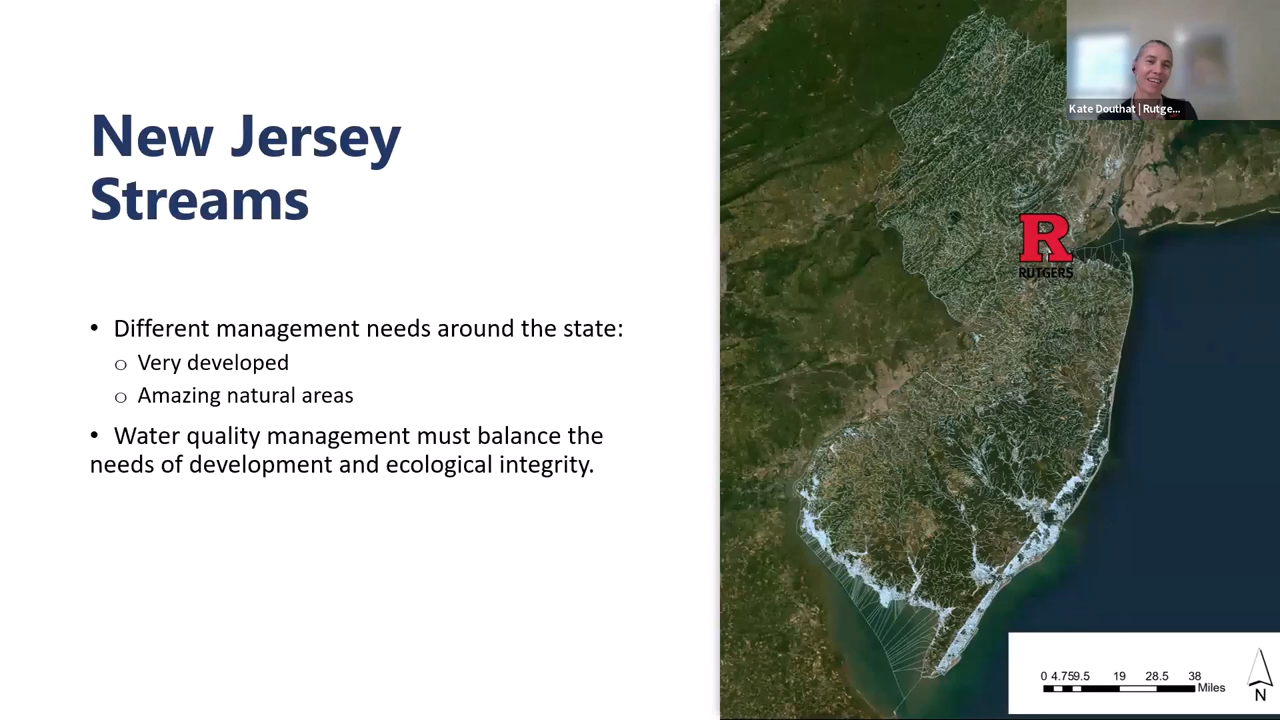 New Jersey
Streams
• Different management needs around the state:
o Very developed
o Amazing natural areas
• Water quality management must balance the
needs of development and ecological integrity.
Kate Douthat | Rutge...
R
RUTGERS
0 4.75 9.5 19 28.5 38
Miles
N